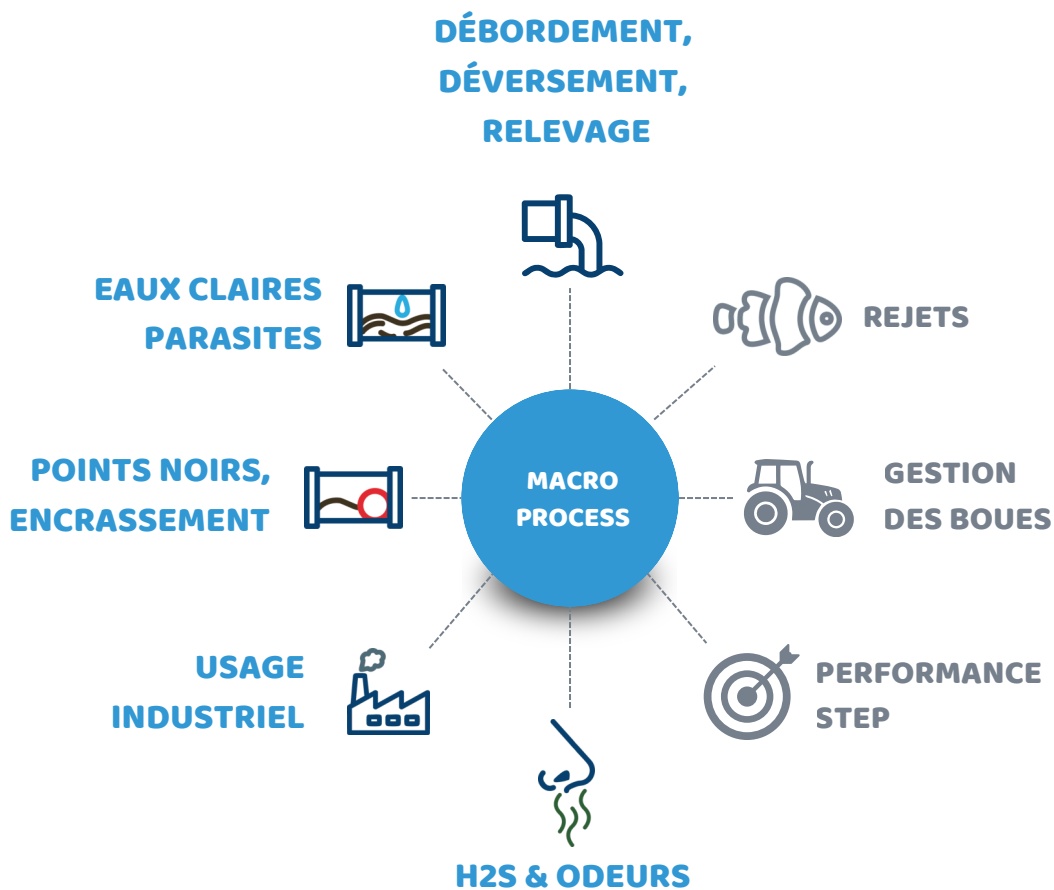 DÉBORDEMENT,
DÉVERSEMENT,
RELEVAGE
EAUX CLAIRES
PARASITES
REJETS
POINTS NOIRS,
ENCRASSEMENT
MACRO
PROCESS
GESTION
DES BOUES
USAGE
INDUSTRIEL
PERFORMANCE
STEP
H2S & ODEURS